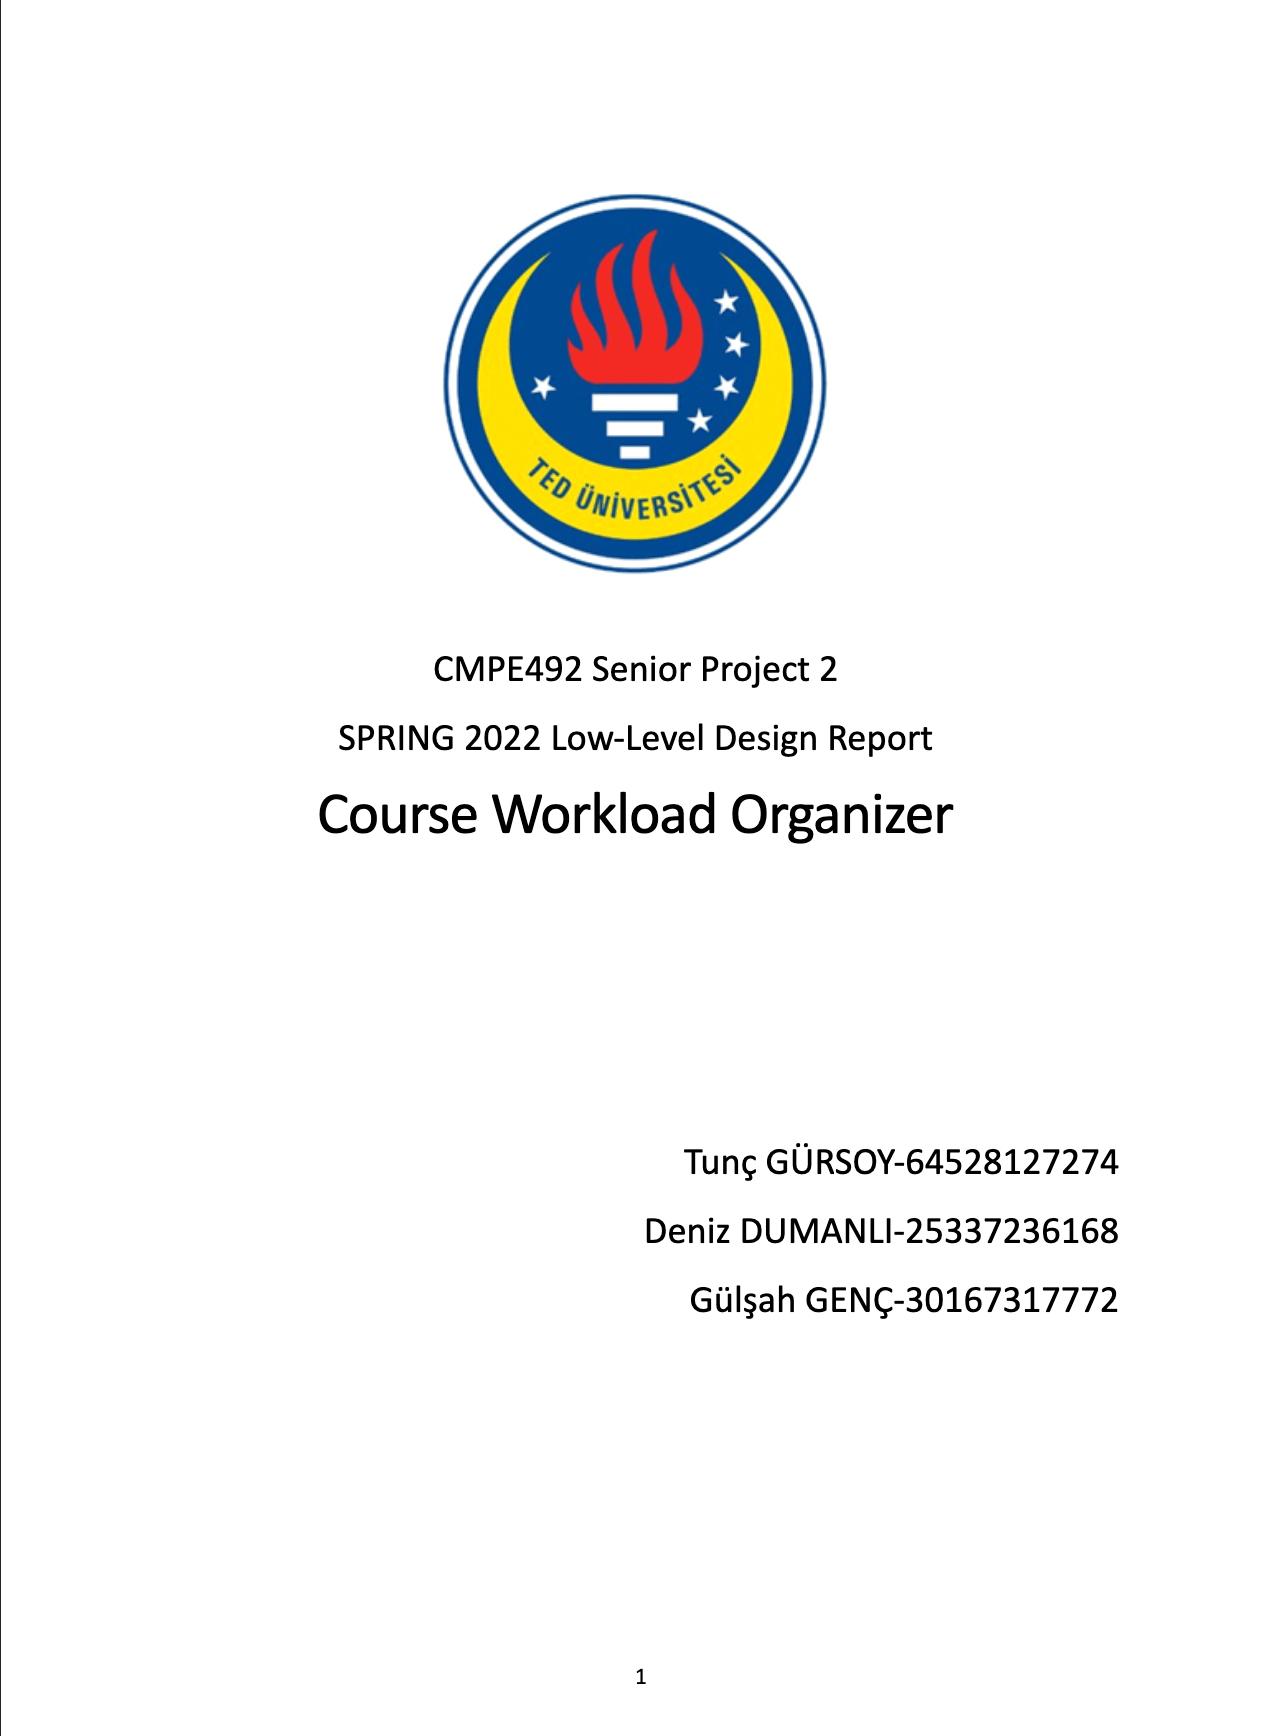 TED ÜNİVERSİTESİ
CMPE492 Senior Project 2
SPRING 2022 Low-Level Design Report
Course Workload Organizer
Tunç GÜRSOY-64528127274
Deniz DUMANLI-25337236168
Gülşah GENÇ-30167317772
1